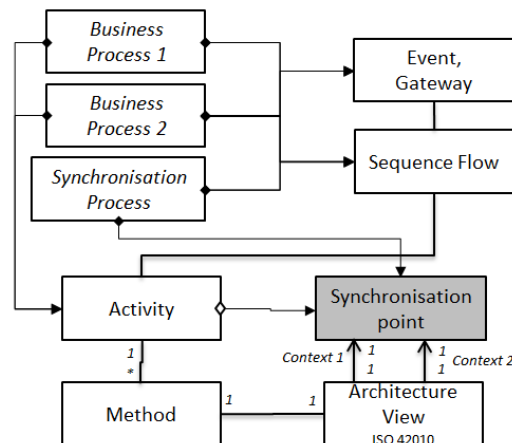 Business
Process 1
Event,
Gateway
Business
Process 2
Sequence Flow
Synchronisation
Process
Activity
Synchronisation
point
1
*
Context 1
1
1
1
1
Context 2
Method
1
1
Architecture
View
ISO 42010